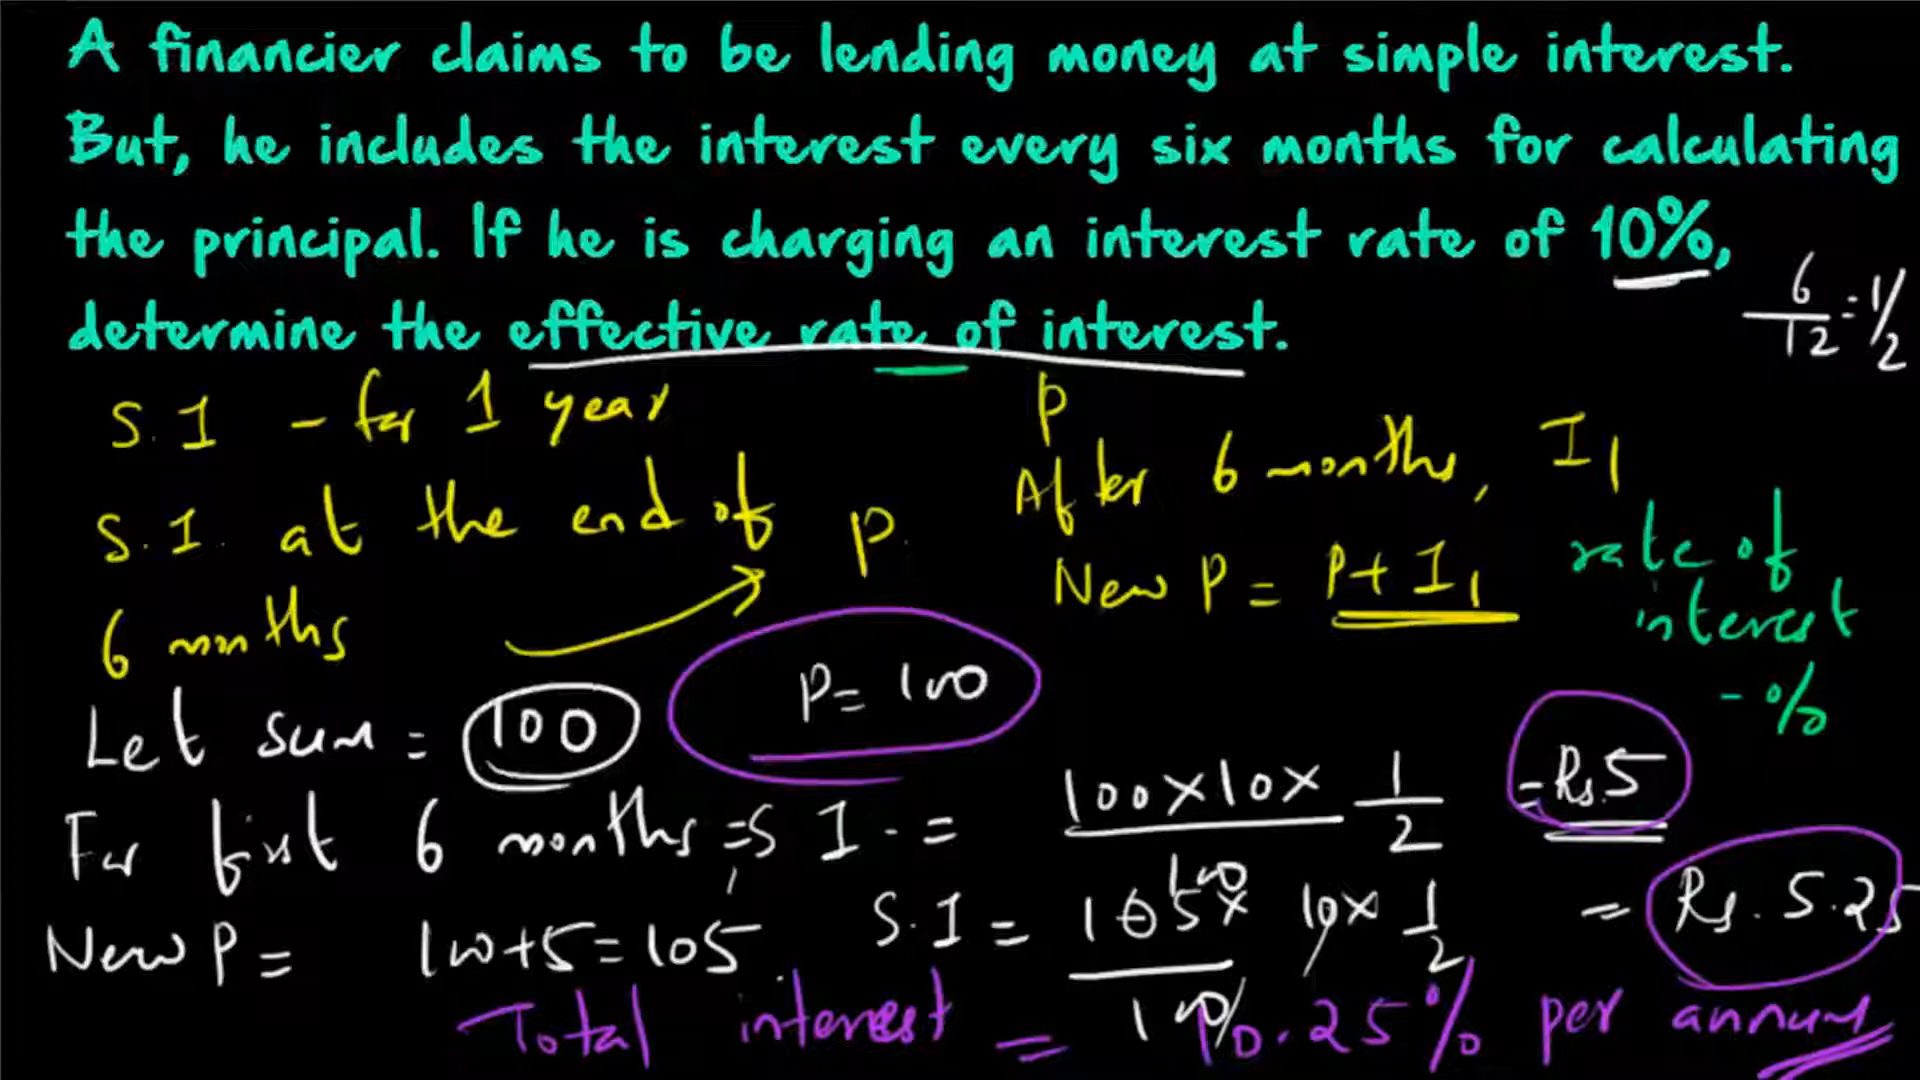 A financier claims to be lending money at simple interest.
But, he includes the interest every six months for calculating
the principal. If he is charging an interest rate of 10%,
determine the effective rate of interest.
6/12 = 1/2
S.I - for 1 year
S.I. at the end of
6 months
P
P
After 6 months, I1
New P = P + I1
rate of
interest
- %
Let sum = 100
P = 100
For first 6 months = S.I. = 100 x 10 x 1/2 / 100 = Rs.5
New P = 100+5 = 105
S.I = 105 x 10 x 1/2 / 100 = Rs. 5.25
Total interest = 10.25% per annum